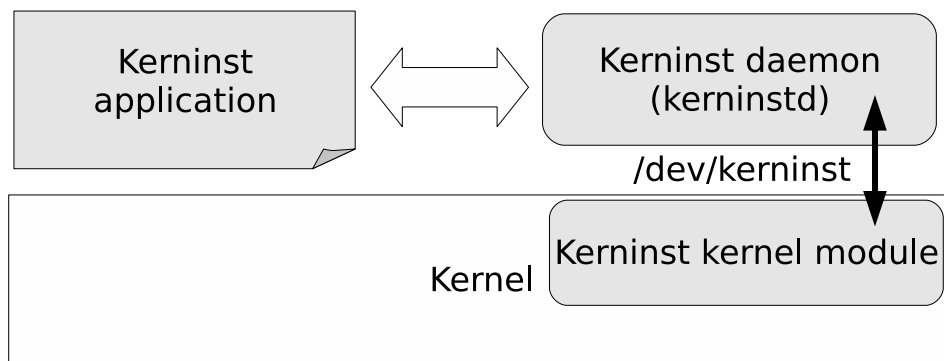 Kerninst
application
Kerninst daemon
(kerninstd)
/dev/kerninst
Kerninst kernel module
Kernel